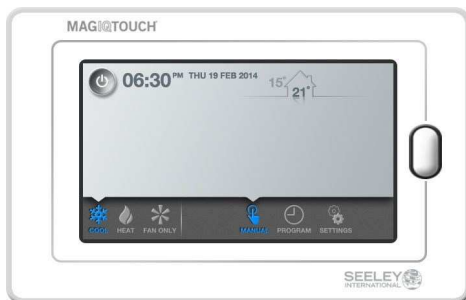 MAGIQTOUCH
06:30 PM THU 19 FEB 2014
15°
21°
COOL HEAT FAN ONLY MANUAL PROGRAM SETTINGS
SEELEY
INTERNATIONAL